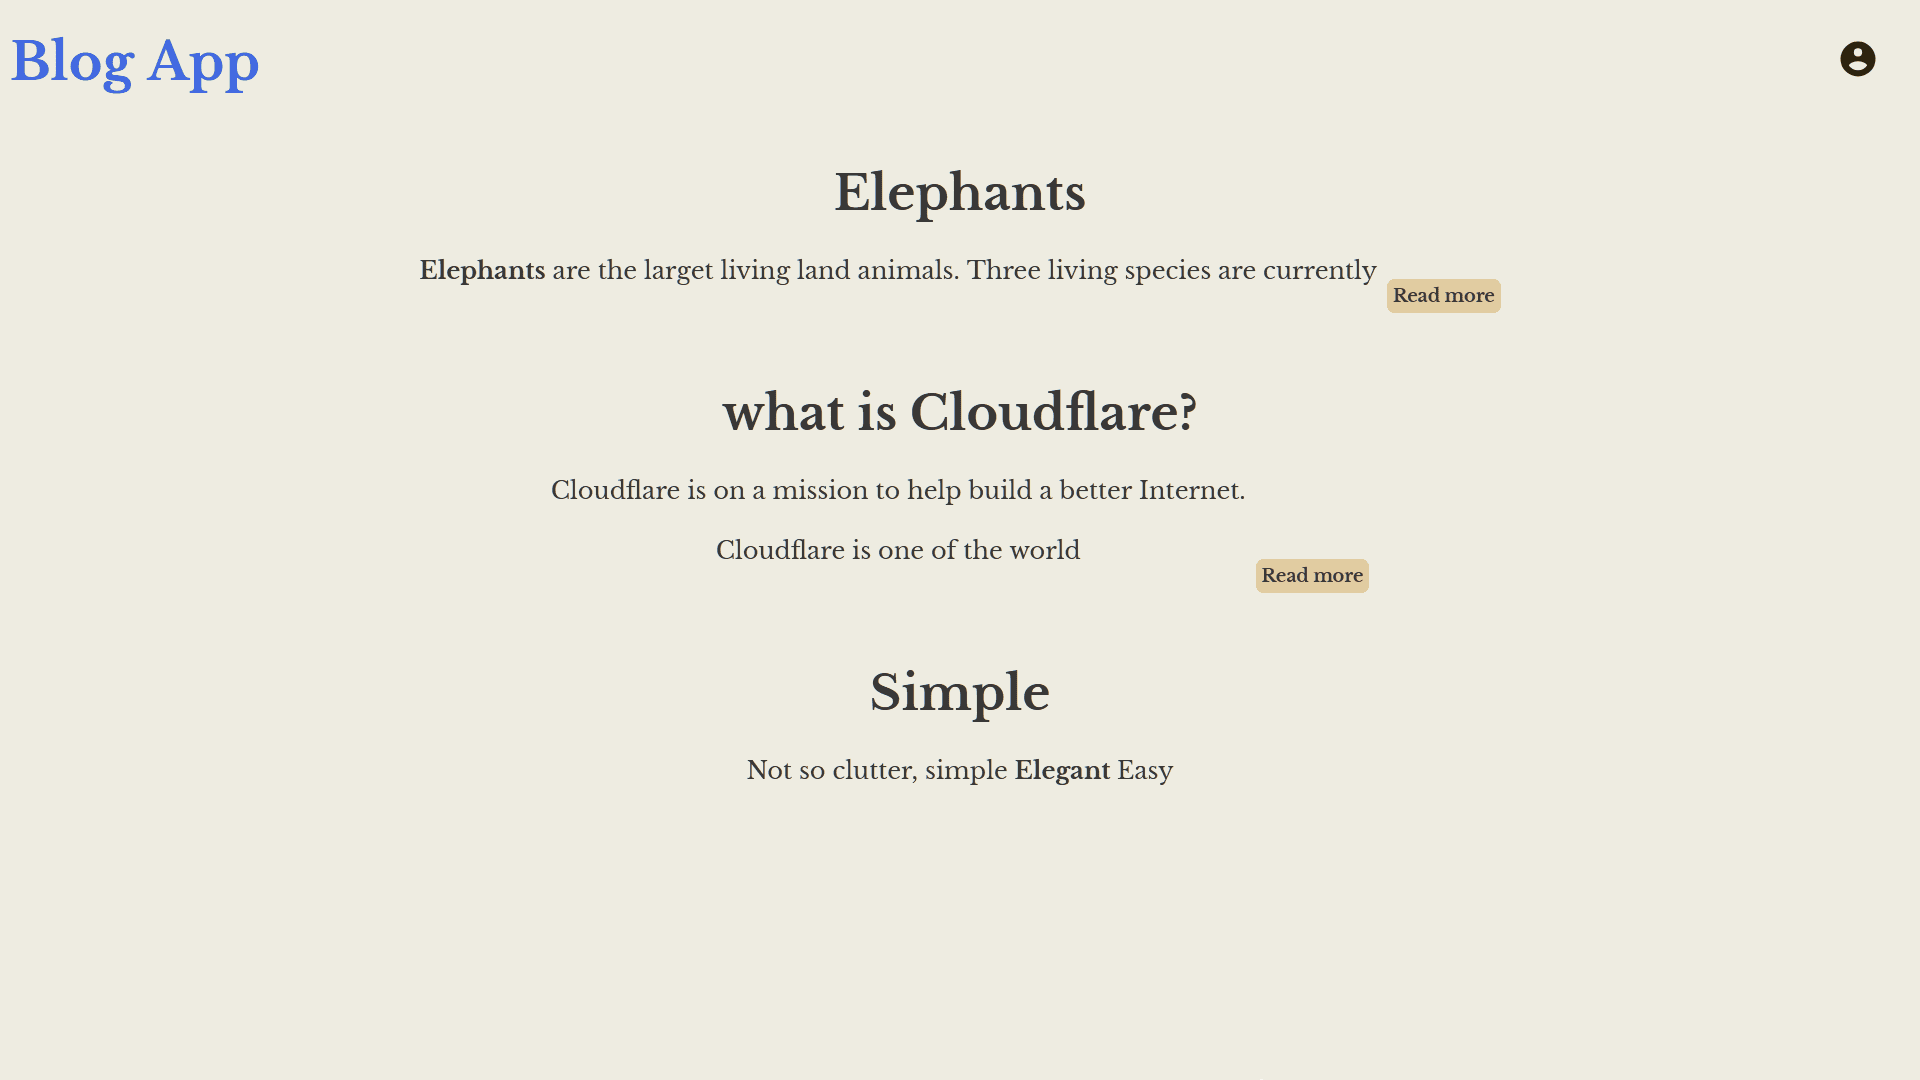 Blog App
Elephants
Elephants are the larget living land animals. Three living species are currently
Read more
what is Cloudflare?
Cloudflare is on a mission to help build a better Internet.
Cloudflare is one of the world
Read more
Simple
Not so clutter, simple Elegant Easy